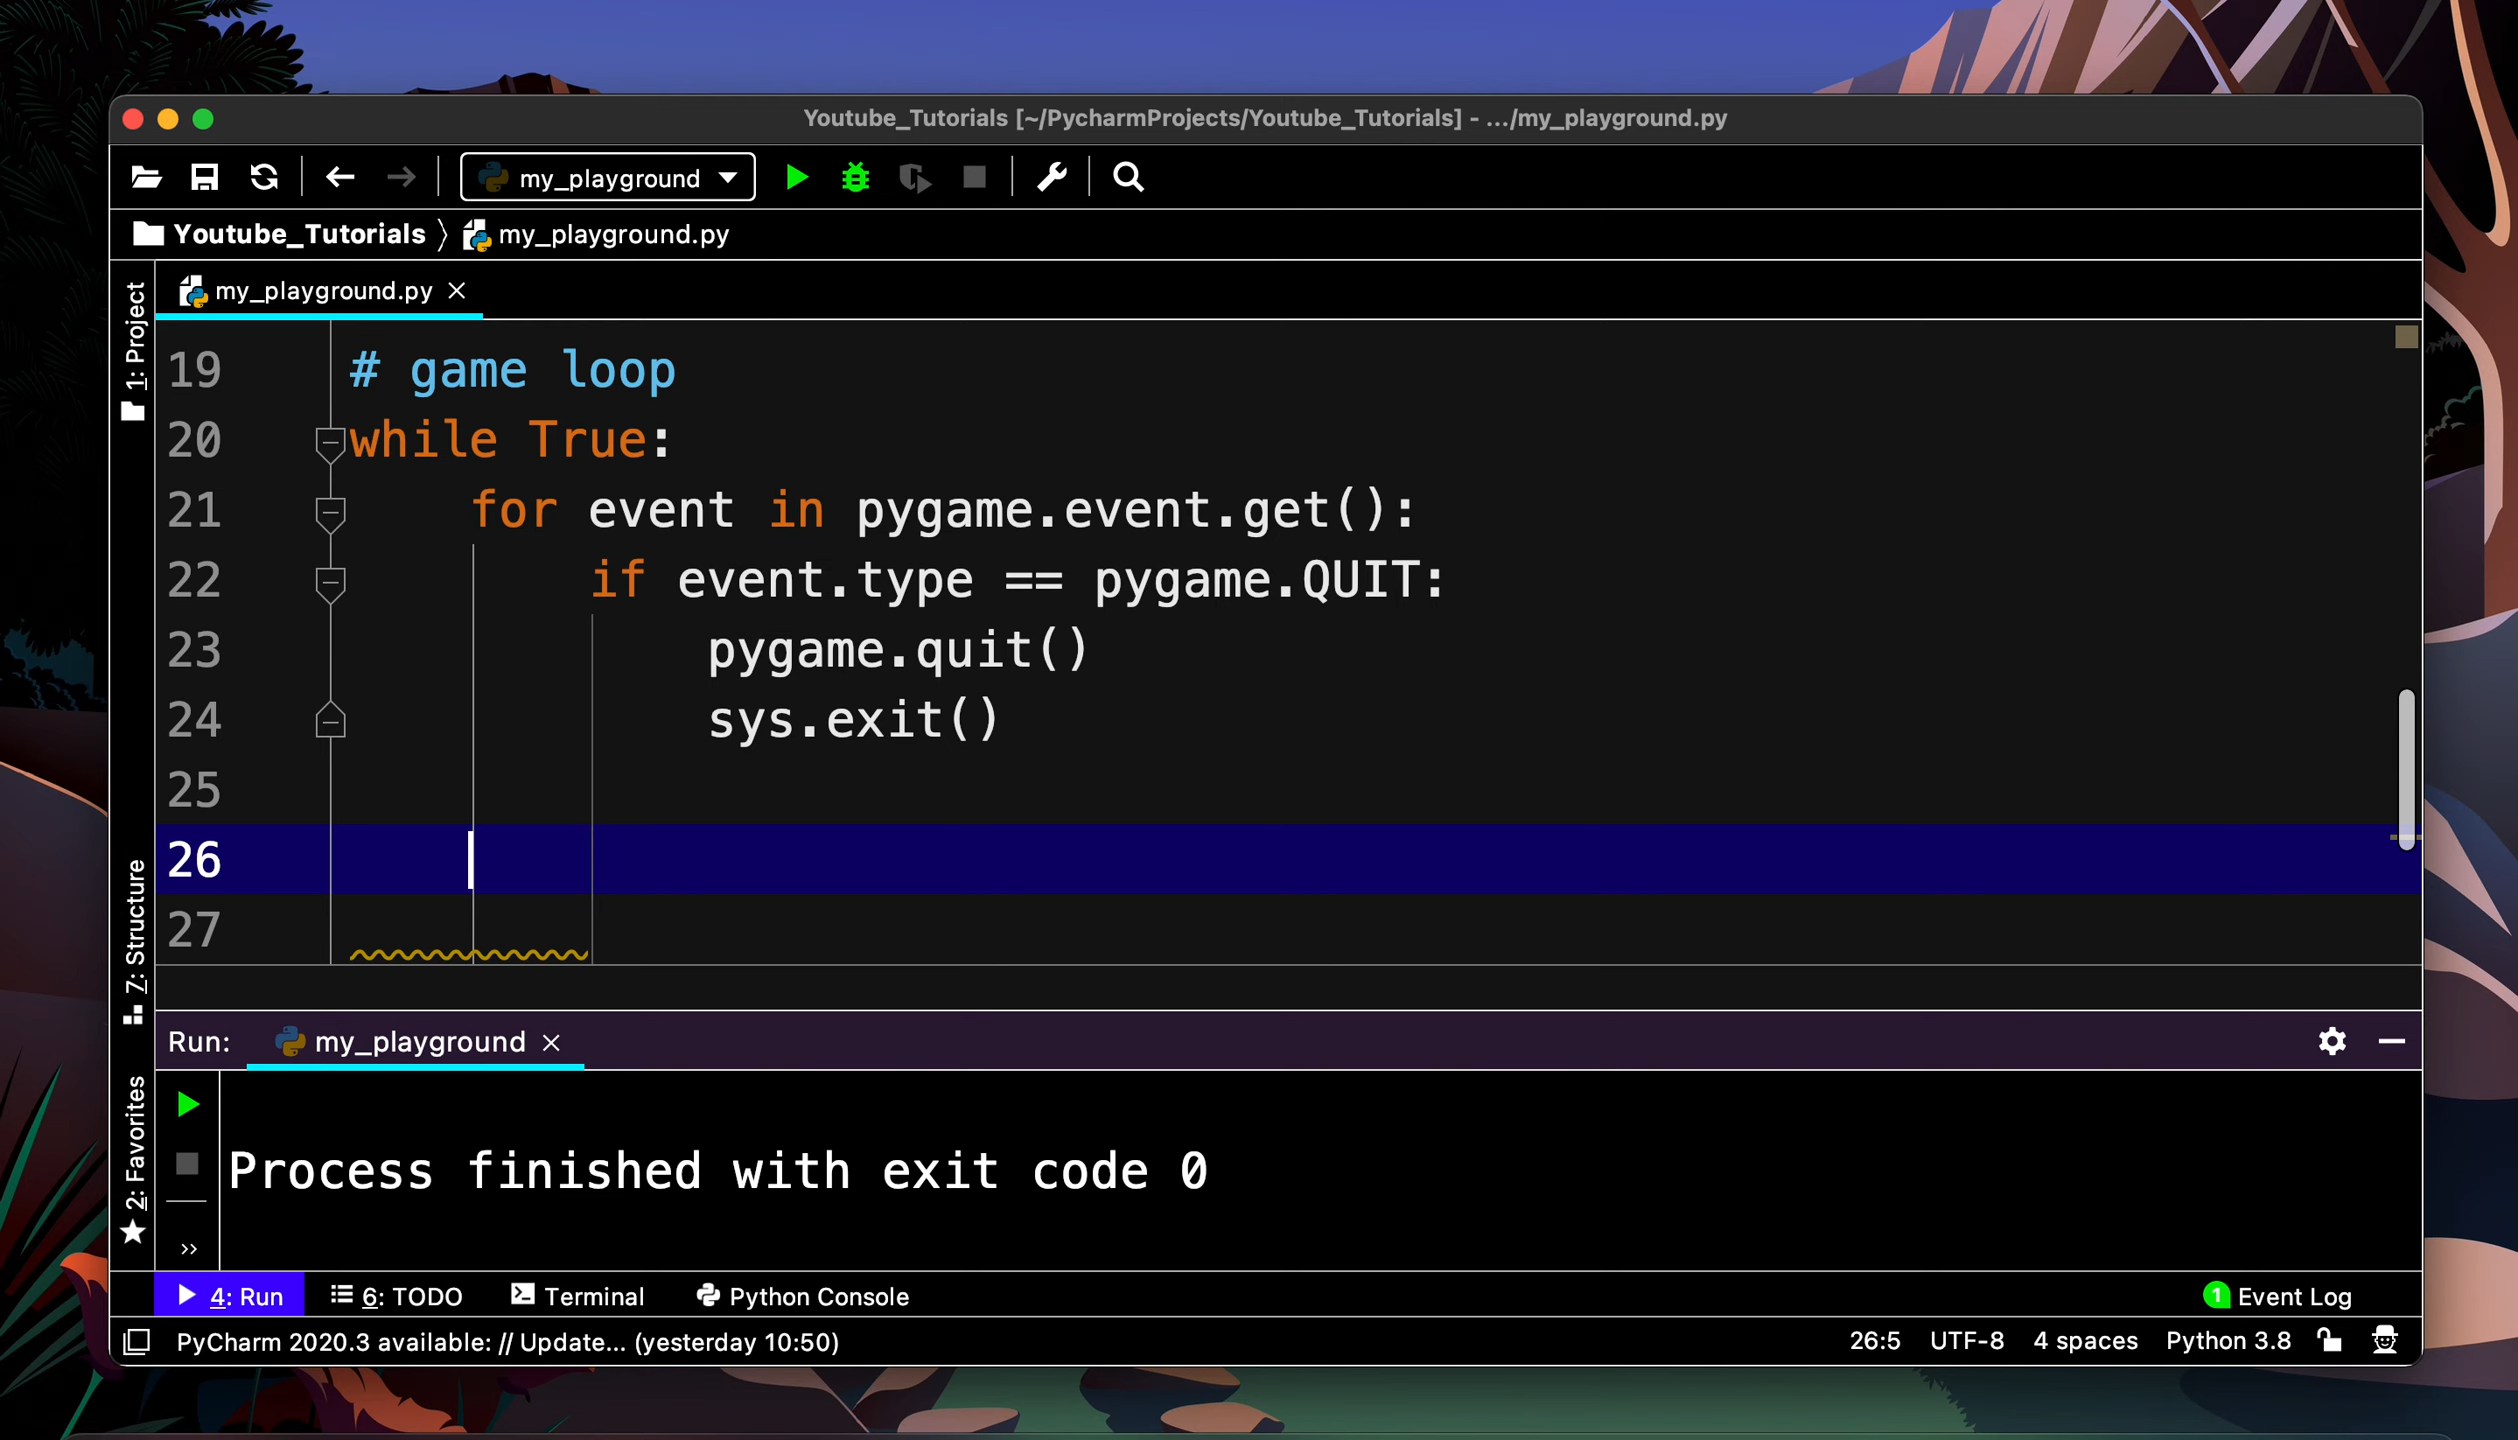 Youtube_Tutorials [~/PycharmProjects/Youtube_Tutorials] - .../my_playground.py
my_playground
Youtube_Tutorials 〉 my_playground.py
my_playground.py
1: Project
19 # game loop
20 while True:
21 for event in pygame.event.get():
22 if event.type == pygame.QUIT:
23 pygame.quit()
24 sys.exit()
25
26
27
7: Structure
Run: my_playground
2: Favorites
Process finished with exit code 0
4: Run 6: TODO Terminal Python Console 1 Event Log
PyCharm 2020.3 available: // Update... (yesterday 10:50) 26:5 UTF-8 4 spaces Python 3.8